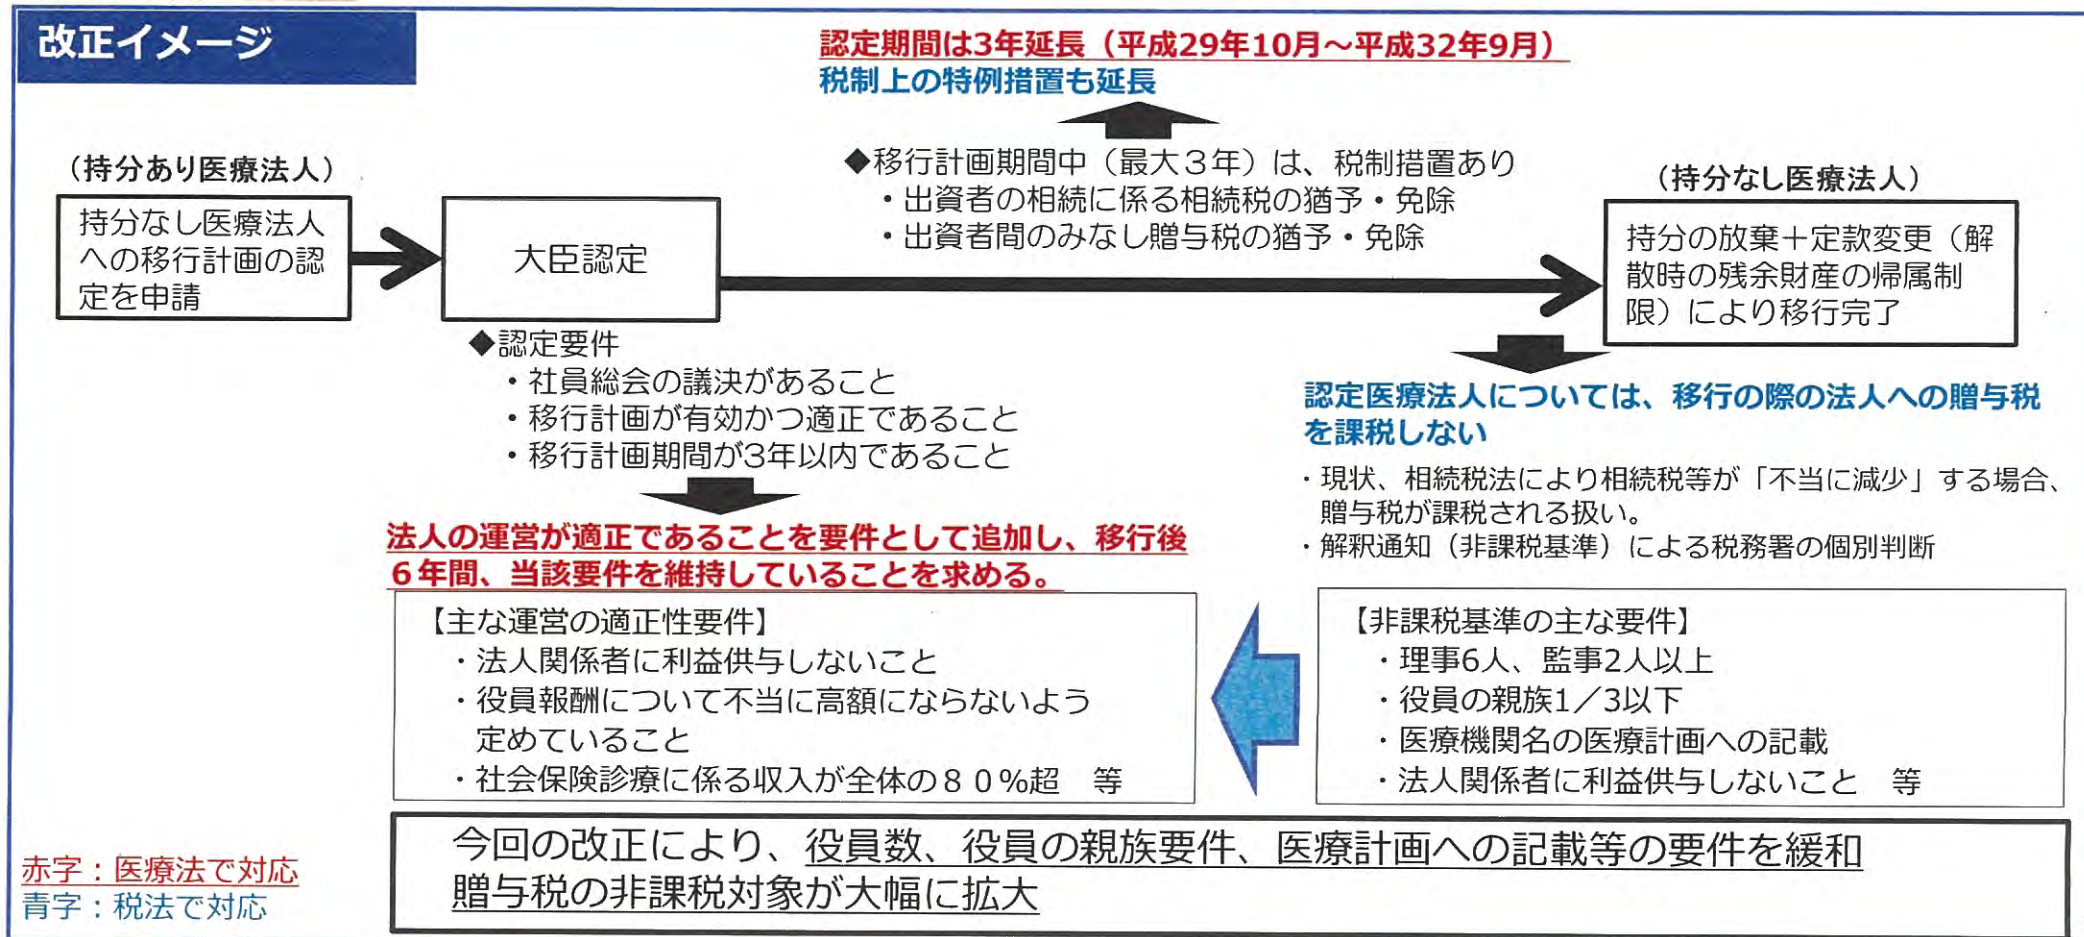 改正イメージ
認定期間は3年延長（平成29年10月～平成32年9月）
税制上の特例措置も延長
（持分あり医療法人）
持分なし医療法人
への移行計画の認
定を申請
大臣認定
◆移行計画期間中（最大３年）は、税制措置あり
・出資者の相続に係る相続税の猶予・免除
・出資者間のみなし贈与税の猶予・免除
（持分なし医療法人）
持分の放棄＋定款変更（解
散時の残余財産の帰属制
限）により移行完了
◆認定要件
・社員総会の議決があること
・移行計画が有効かつ適正であること
・移行計画期間が3年以内であること
認定医療法人については、移行の際の法人への贈与税
を課税しない
・現状、相続税法により相続税等が「不当に減少」する場合、
贈与税が課税される扱い。
・解釈通知（非課税基準）による税務署の個別判断
法人の運営が適正であることを要件として追加し、移行後
６年間、当該要件を維持していることを求める。
【主な運営の適正性要件】
・法人関係者に利益供与しないこと
・役員報酬について不当に高額にならないよう
定めていること
・社会保険診療に係る収入が全体の８０％超　等
【非課税基準の主な要件】
・理事6人、監事2人以上
・役員の親族1／3以下
・医療機関名の医療計画への記載
・法人関係者に利益供与しないこと　等
今回の改正により、役員数、役員の親族要件、医療計画への記載等の要件を緩和
贈与税の非課税対象が大幅に拡大
赤字：医療法で対応
青字：税法で対応